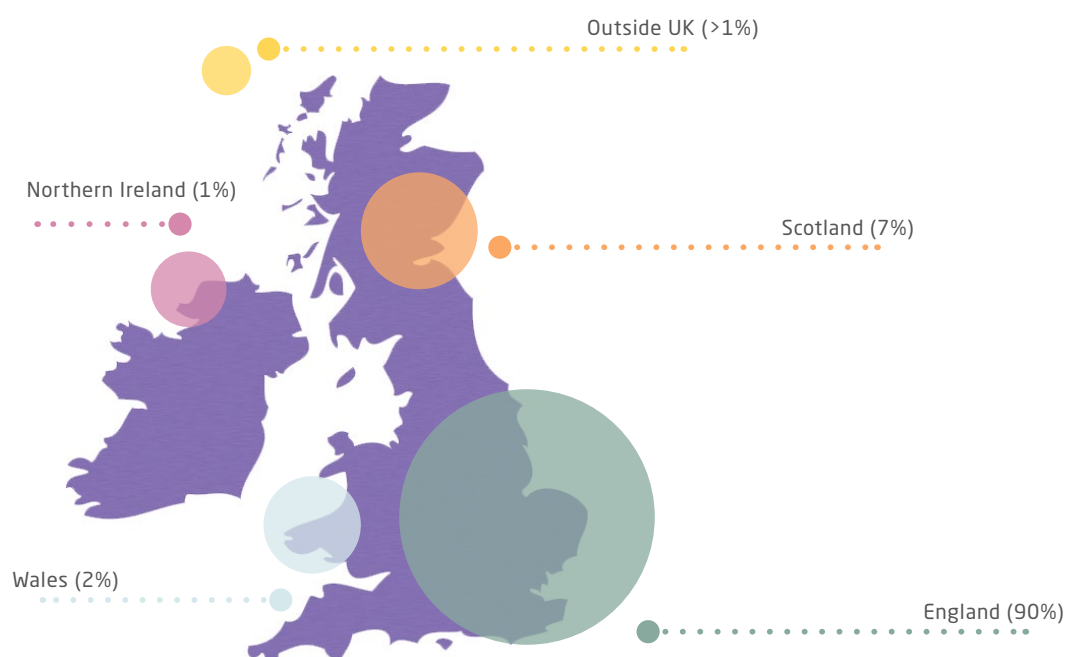 Outside UK (>1%)
Northern Ireland (1%)
Scotland (7%)
Wales (2%)
England (90%)